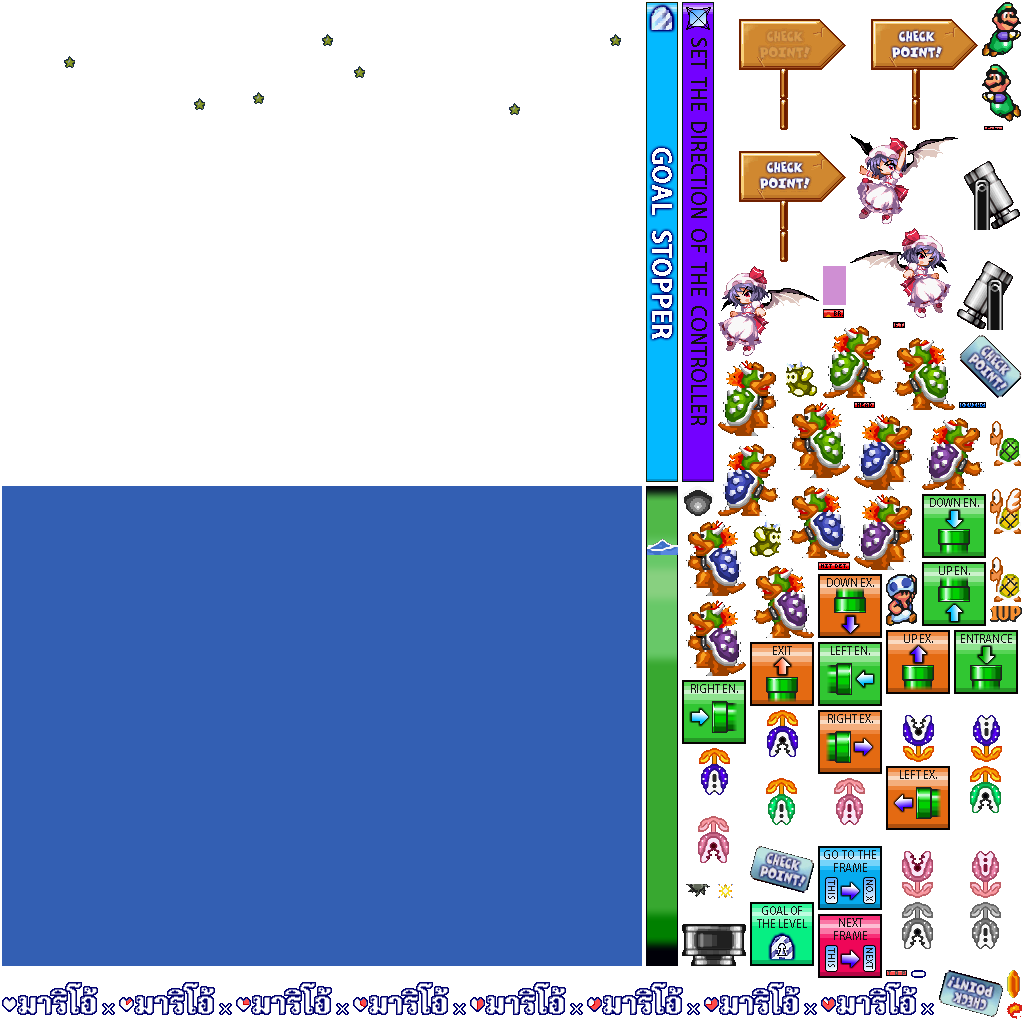 GOAL STOPPER
SET THE DIRECTION OF THE CONTROLLER
CHECK
POINT!
CHECK
POINT!
CHECK
POINT!
CHECK
POINT!
DOWN EN.
UP EN.
DOWN EX.
1UP
EXIT
LEFT EN.
UP EX.
ENTRANCE
RIGHT EN.
RIGHT EX.
LEFT EX.
CHECK
POINT!
GO TO THE
FRAME
THIS
NO.X
GOAL OF
THE LEVEL
NEXT
FRAME
THIS
NEXT
CHECK
POINT!
มาริโอ้ x มาริโอ้ x มาริโอ้ x มาริโอ้ x มาริโอ้ x มาริโอ้ x มาริโอ้ x มาริโอ้ x